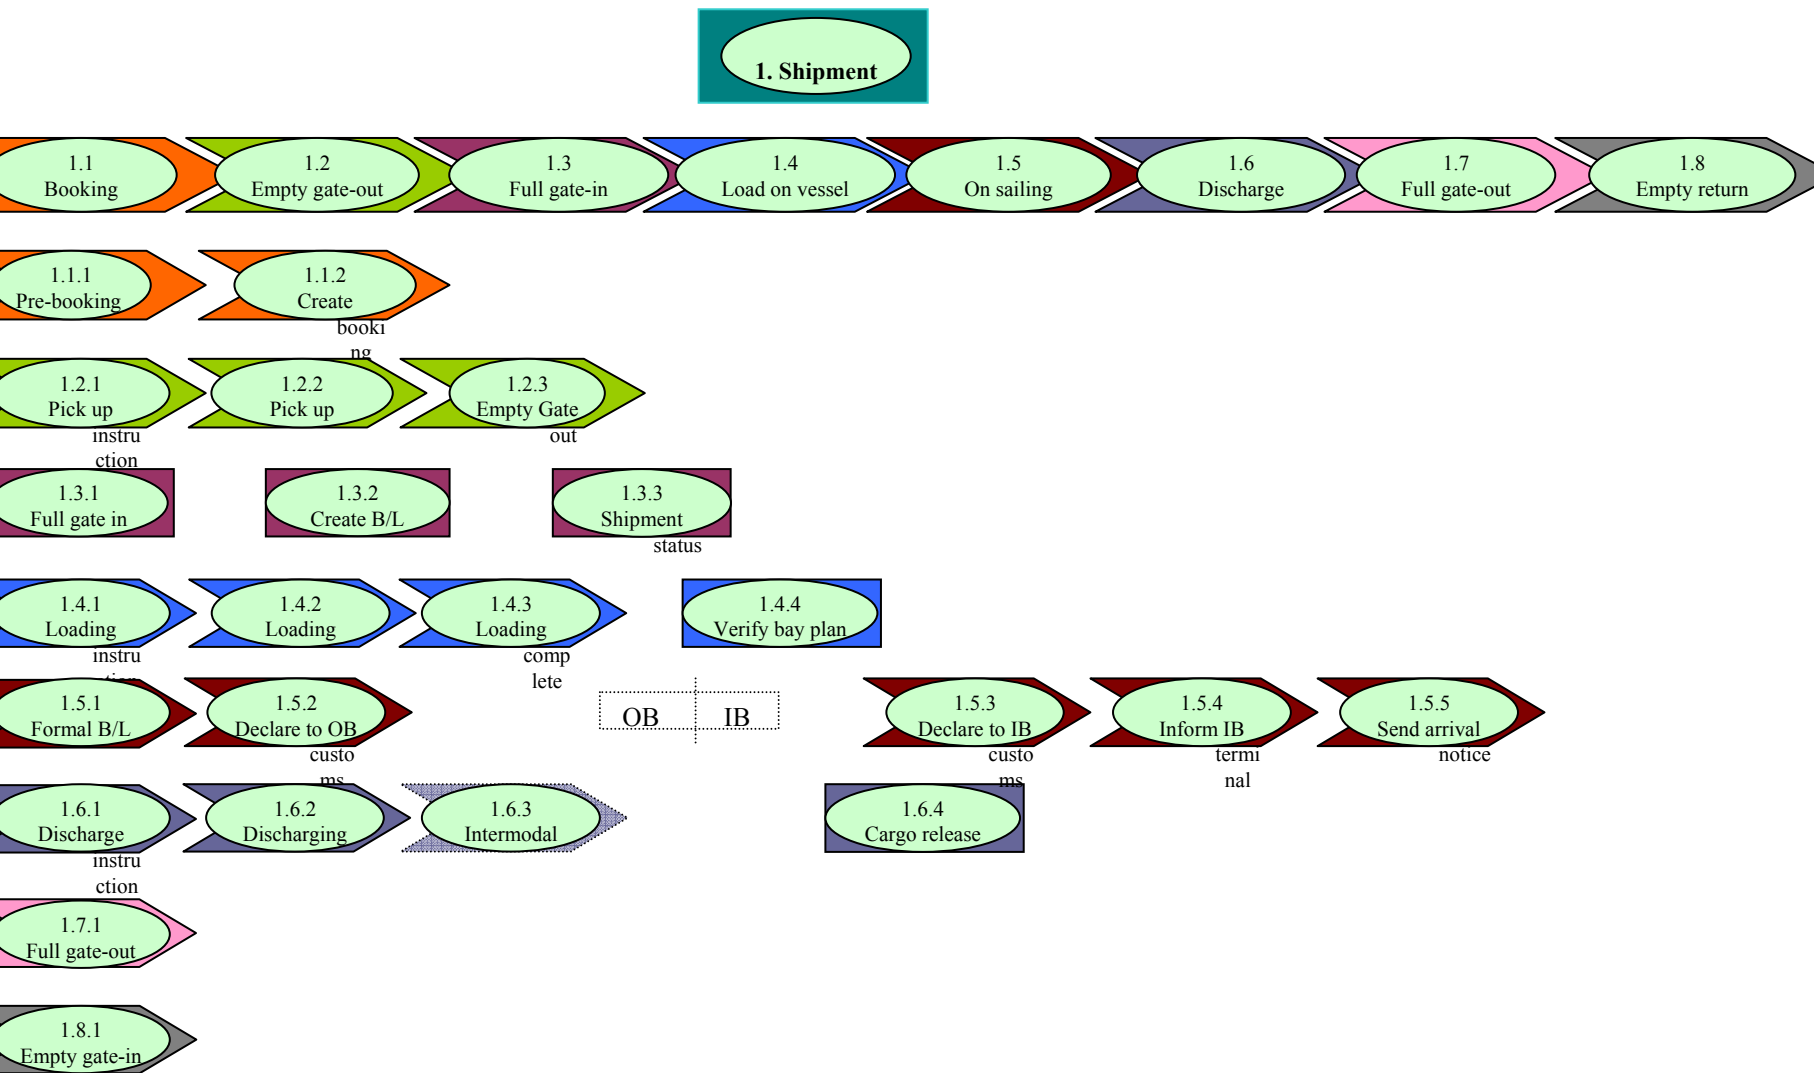 1. Shipment
1.1
Booking
1.2
Empty gate-out
1.3
Full gate-in
1.4
Load on vessel
1.5
On sailing
1.6
Discharge
1.7
Full gate-out
1.8
Empty return
1.1.1
Pre-booking
1.1.2
Create
booki
ng
1.2.1
Pick up
instru
ction
1.2.2
Pick up
1.2.3
Empty Gate
out
1.3.1
Full gate in
1.3.2
Create B/L
1.3.3
Shipment
status
1.4.1
Loading
instru
ction
1.4.2
Loading
1.4.3
Loading
comp
lete
1.4.4
Verify bay plan
1.5.1
Formal B/L
1.5.2
Declare to OB
custo
ms
OB
IB
1.5.3
Declare to IB
custo
ms
1.5.4
Inform IB
termi
nal
1.5.5
Send arrival
notice
1.6.1
Discharge
instru
ction
1.6.2
Discharging
1.6.3
Intermodal
1.6.4
Cargo release
1.7.1
Full gate-out
1.8.1
Empty gate-in